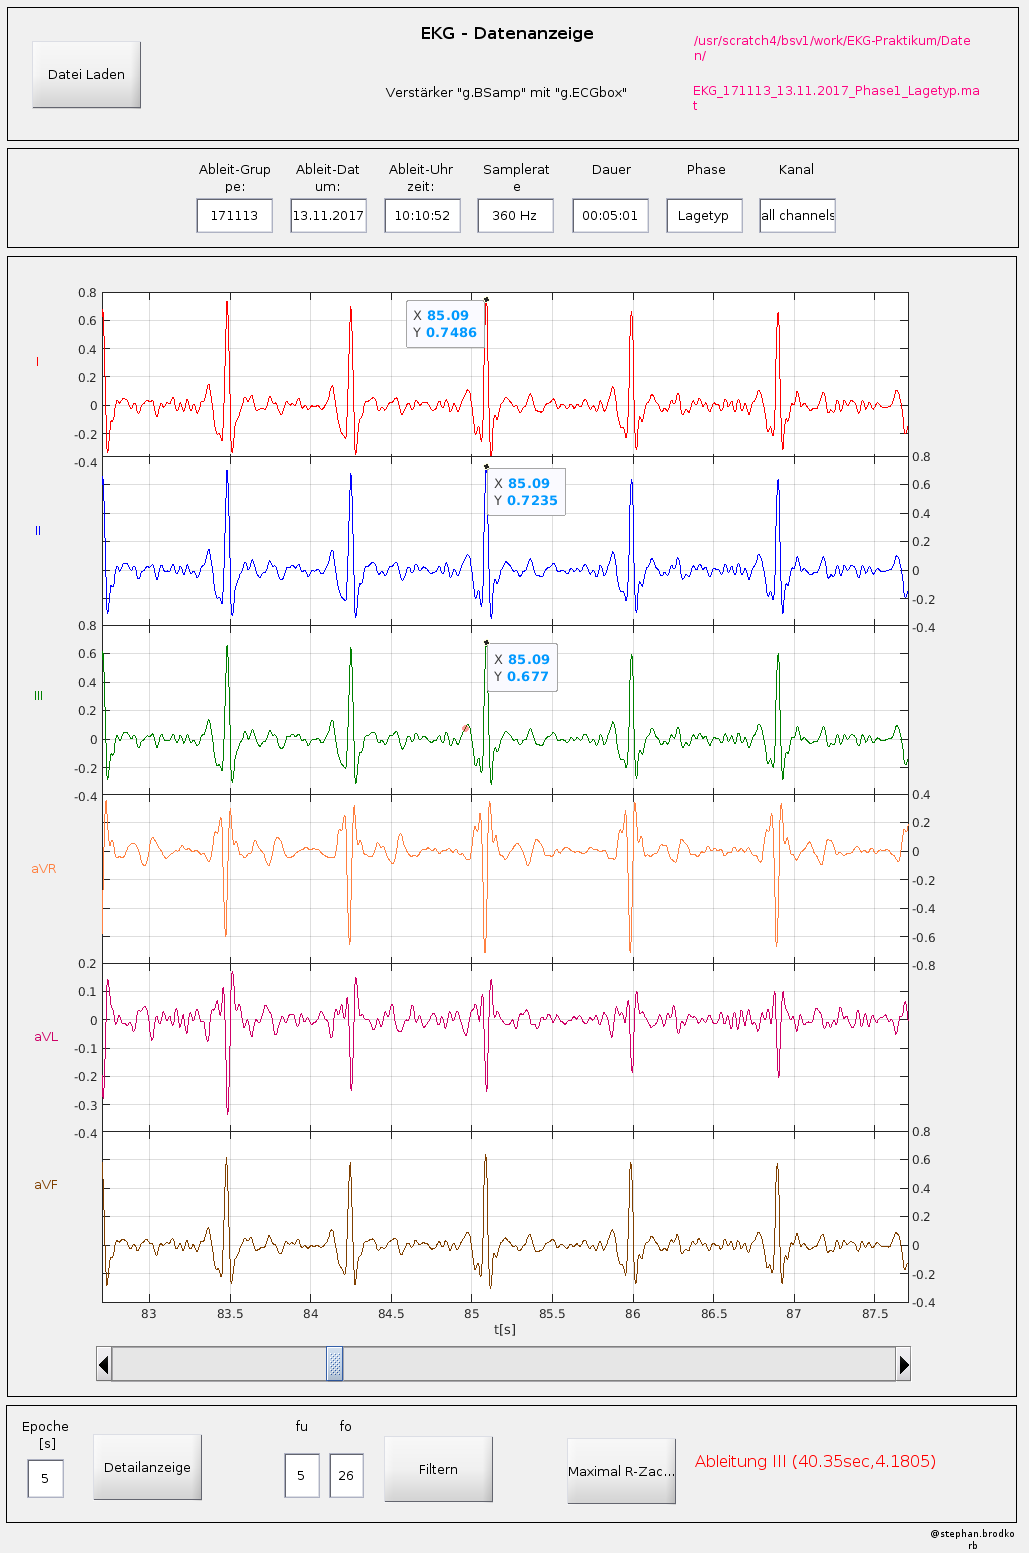 EKG - Datenanzeige
Datei Laden
Verstärker "g.BSamp" mit "g.ECGbox"
/usr/scratch4/bsv1/work/EKG-Praktikum/Date
n/
EKG_171113_13.11.2017_Phase1_Lagetyp.ma
t
Ableit-Grup
pe:
171113
Ableit-Dat
um:
13.11.2017
Ableit-Uhr
zeit:
10:10:52
Samplerat
e
360 Hz
Dauer
00:05:01
Phase
Lagetyp
Kanal
all channels
I
0.8
0.6
0.4
0.2
0
-0.2
-0.4
X 85.09
Y 0.7486
II
0.8
0.6
0.4
0.2
0
-0.2
-0.4
X 85.09
Y 0.7235
III
0.8
0.6
0.4
0.2
0
-0.2
-0.4
X 85.09
Y 0.677
aVR
0.4
0.2
0
-0.2
-0.4
-0.6
-0.8
aVL
0.2
0.1
0
-0.1
-0.2
-0.3
-0.4
aVF
0.8
0.6
0.4
0.2
0
-0.2
-0.4
83 83.5 84 84.5 85 85.5 86 86.5 87 87.5
t[s]
Epoche
[s]
5
Detailanzeige
fu
5
fo
26
Filtern
Maximal R-Zac...
Ableitung III (40.35sec,4.1805)
@stephan.brodko
rb